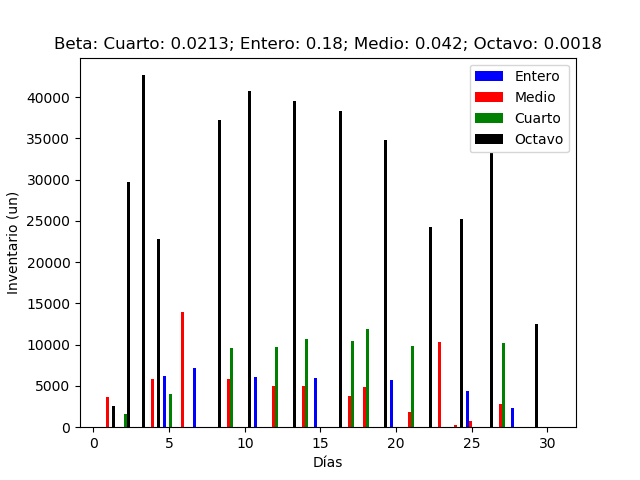 Beta: Cuarto: 0.0213; Entero: 0.18; Medio: 0.042; Octavo: 0.0018
Entero
Medio
Cuarto
Octavo
Inventario (un)
40000
35000
30000
25000
20000
15000
10000
5000
0
0 5 10 15 20 25 30
Días